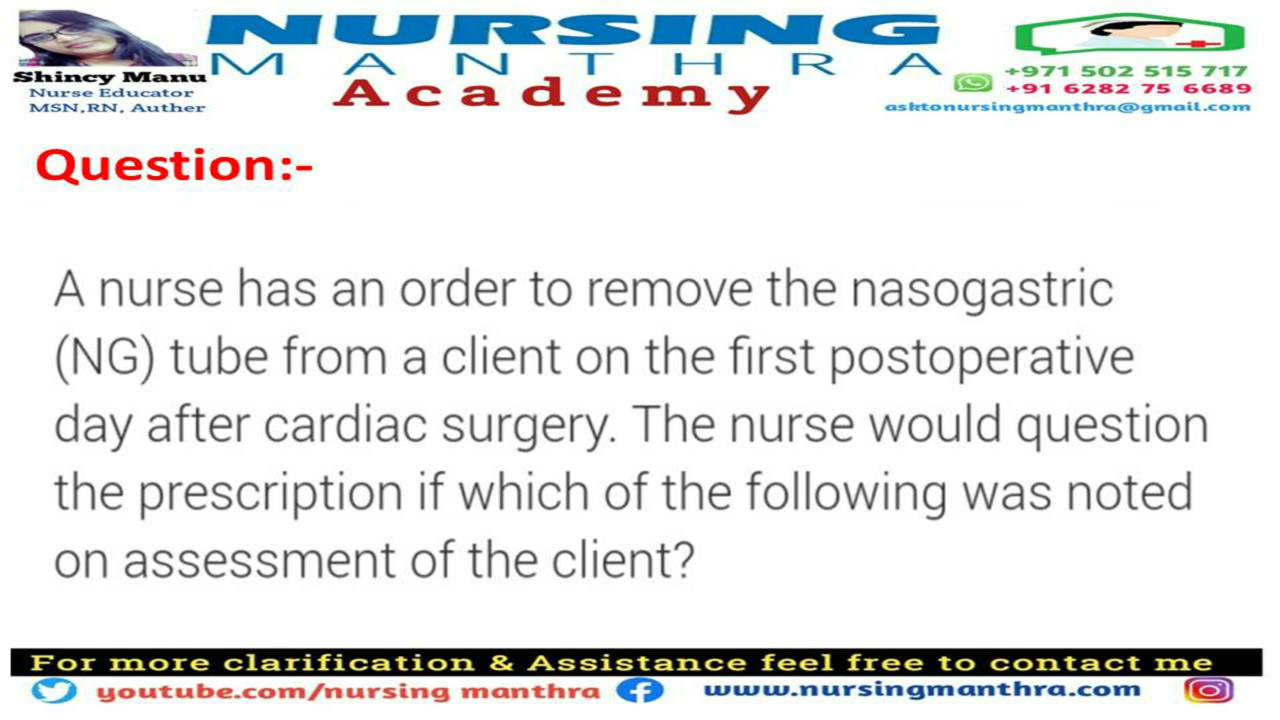 NURSING
MANTHRA
Academy
Shincy Manu
Nurse Educator
MSN,RN, Auther
+971 502 515 717
+91 6282 75 6689
asktonursingmanthra@gmail.com
Question:-
A nurse has an order to remove the nasogastric
(NG) tube from a client on the first postoperative
day after cardiac surgery. The nurse would question
the prescription if which of the following was noted
on assessment of the client?
For more clarification & Assistance feel free to contact me
youtube.com/nursing manthra www.nursingmanthra.com